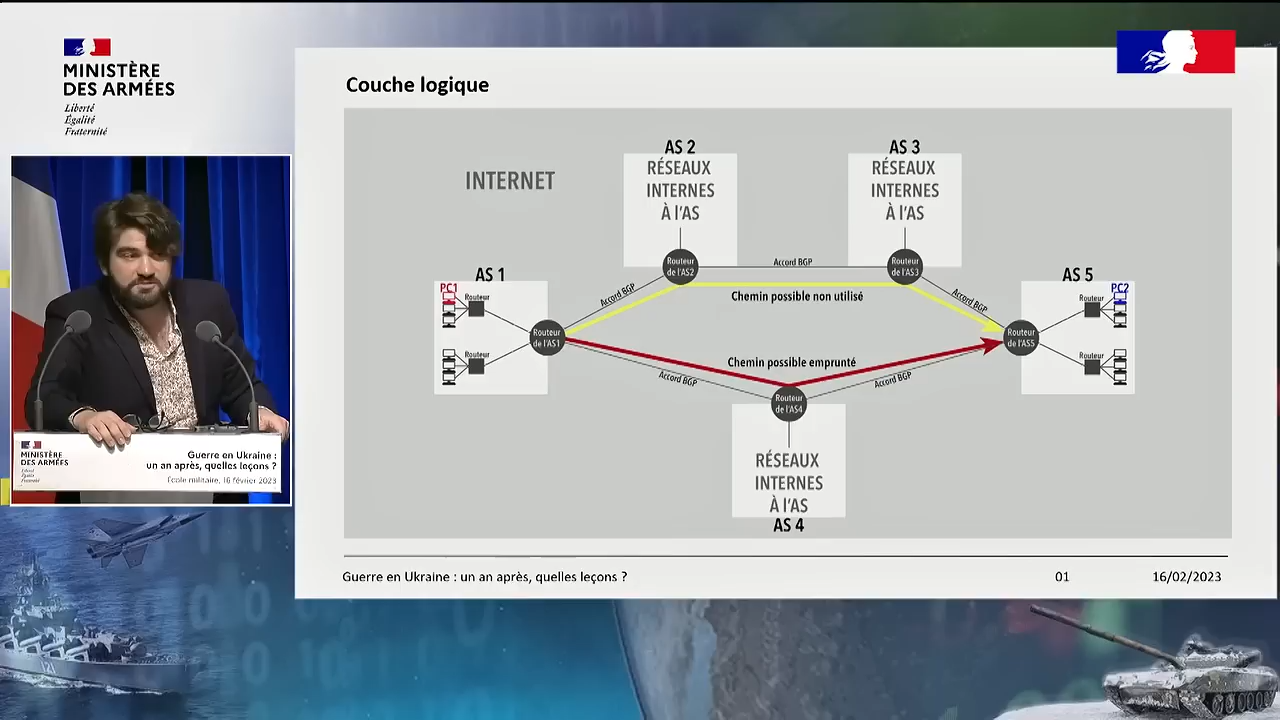 MINISTÈRE
DES ARMÉES
Liberté
Égalité
Fraternité
MINISTÈRE
DES ARMÉES
Liberté
Égalité
Fraternité
Guerre en Ukraine :
un an après, quelles leçons ?
École militaire, 16 février 2023
Couche logique
INTERNET
AS 2
RÉSEAUX
INTERNES
À l'AS
AS 3
RÉSEAUX
INTERNES
À l'AS
Routeur
de l'AS2
Accord BGP
Routeur
de l'AS3
AS 1
PC1
Routeur
Routeur
Routeur
de l'AS1
Accord BGP
Chemin possible non utilisé
Accord BGP
AS 5
PC2
Routeur
Routeur
Routeur
de l'AS5
Chemin possible emprunté
Accord BGP
Accord BGP
Routeur
de l'AS4
RÉSEAUX
INTERNES
À l'AS
AS 4
Guerre en Ukraine : un an après, quelles leçons ?
01
16/02/2023
121